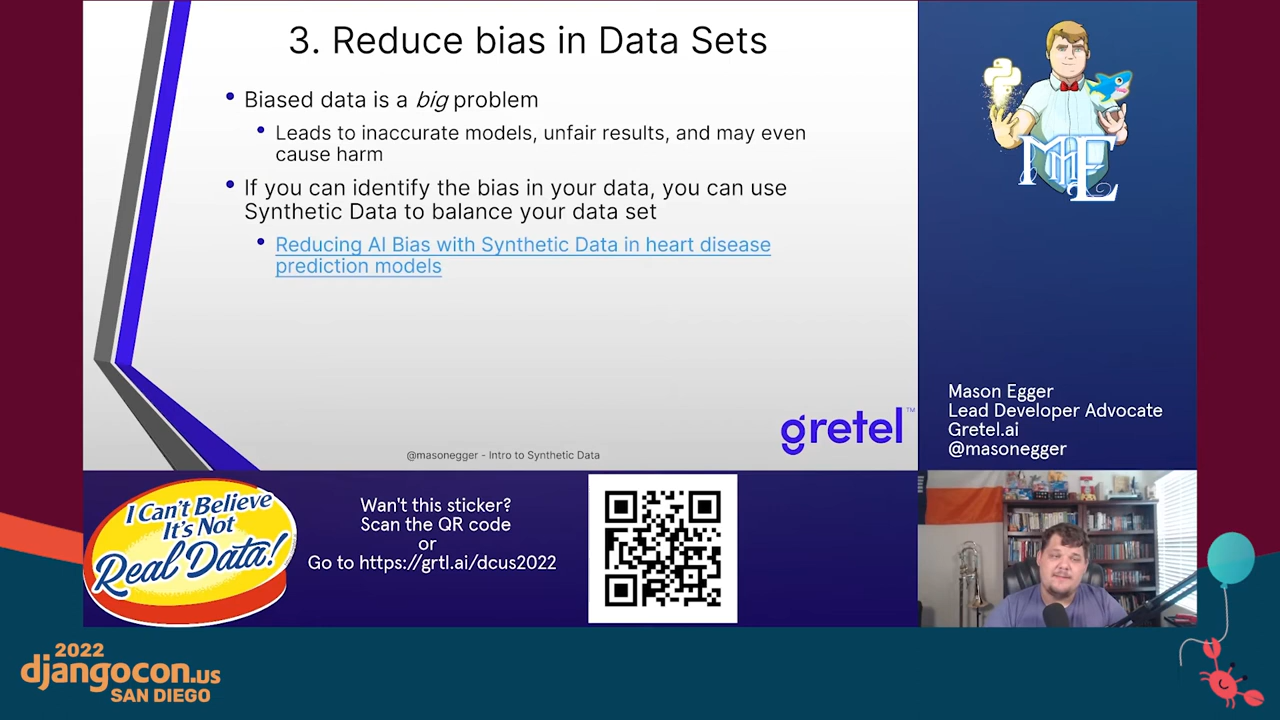 3. Reduce bias in Data Sets
Biased data is a big problem
Leads to inaccurate models, unfair results, and may even
cause harm
If you can identify the bias in your data, you can use
Synthetic Data to balance your data set
Reducing AI Bias with Synthetic Data in heart disease
prediction models
gretel™
@masonegger - Intro to Synthetic Data
MME
Mason Egger
Lead Developer Advocate
Gretel.ai
@masonegger
I Can't Believe
It's Not
Real Data!
Wan't this sticker?
Scan the QR code
or
Go to https://grtl.ai/dcus2022
2022
djangocon.us
SAN DIEGO